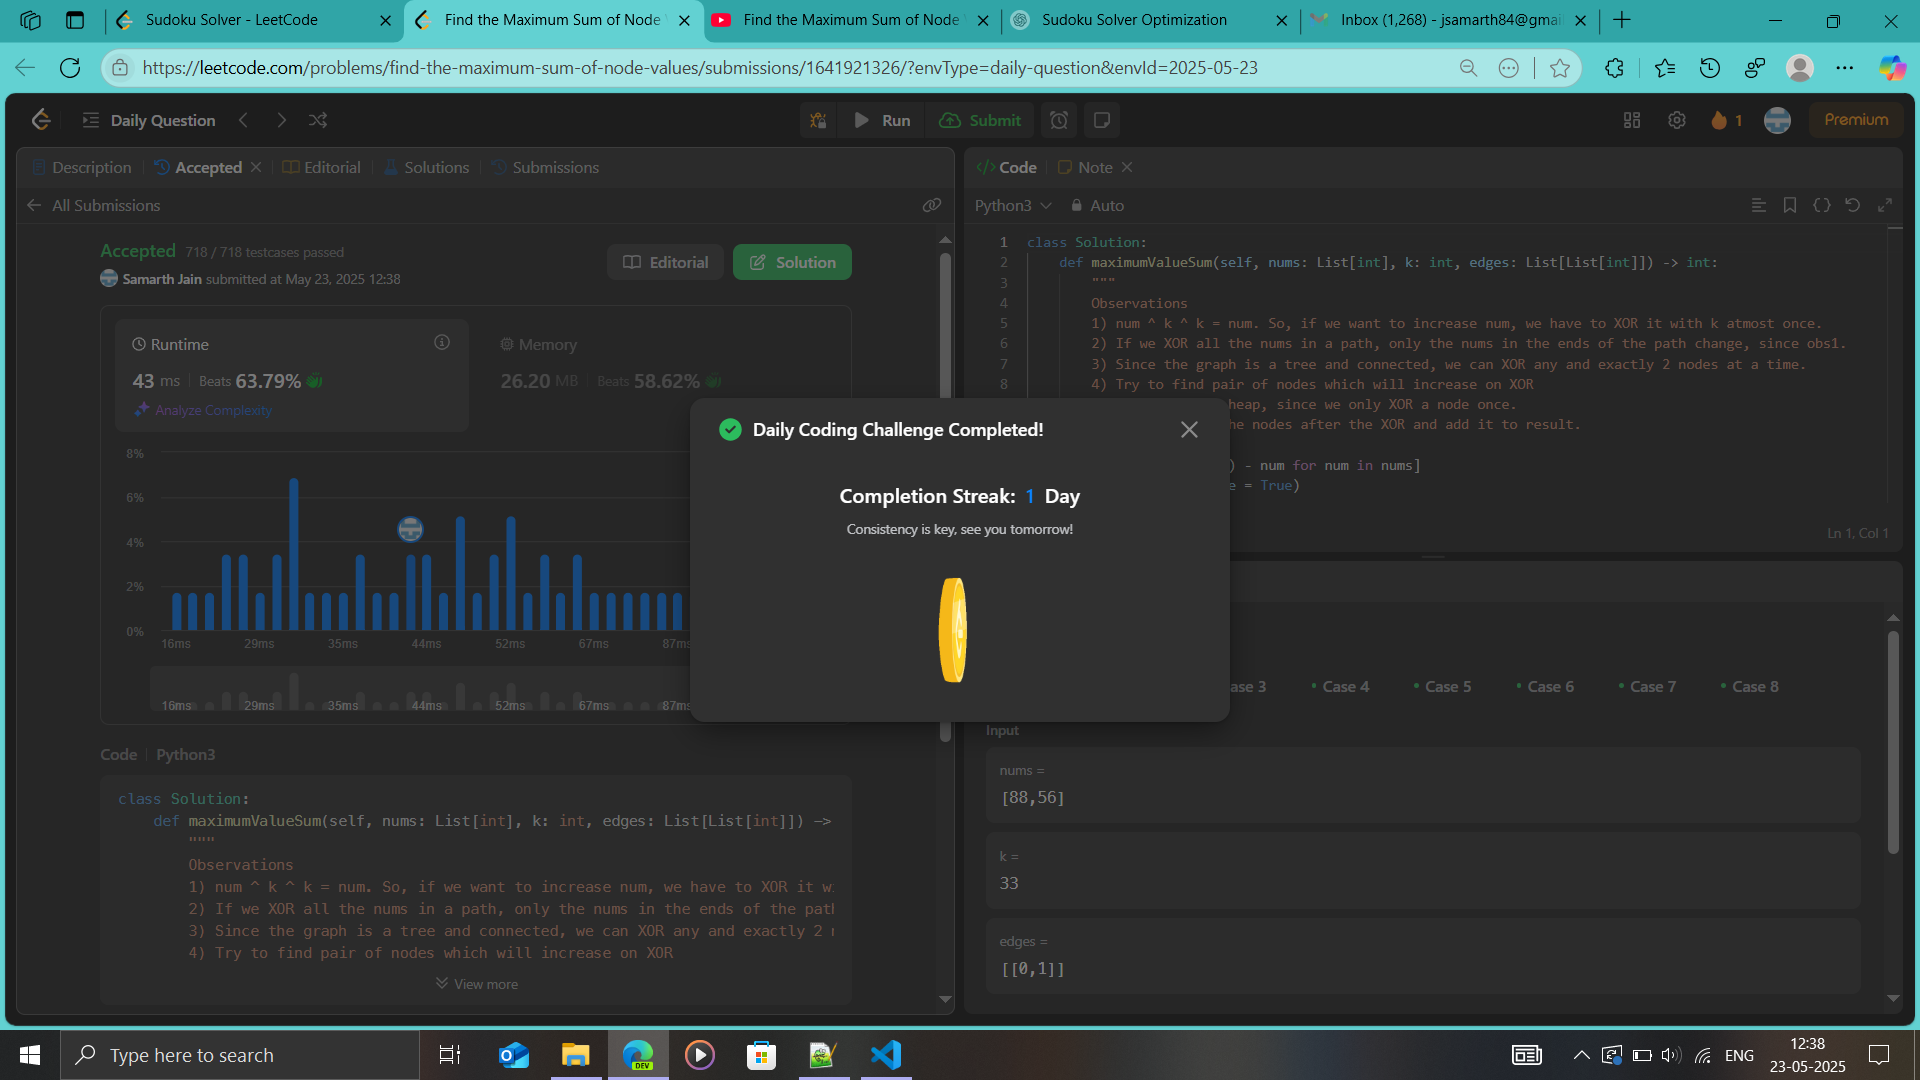 Sudoku Solver - LeetCode
Find the Maximum Sum of Node
Find the Maximum Sum of Node
Sudoku Solver Optimization
Inbox (1,268) - jsamarth84@gmai
https://leetcode.com/problems/find-the-maximum-sum-of-node-values/submissions/1641921326/?envType=daily-question&envId=2025-05-23
Daily Question
Run
Submit
1
Premium
Description
Accepted
Editorial
Solutions
Submissions
All Submissions
Accepted 718 / 718 testcases passed
Samarth Jain submitted at May 23, 2025 12:38
Editorial
Solution
Runtime
43 ms Beats 63.79%
Analyze Complexity
Memory
26.20 MB Beats 58.62%
8%
6%
4%
2%
0%
16ms 29ms 35ms 44ms 52ms 67ms 87ms
16ms 29ms 35ms 44ms 52ms 67ms 87ms
Code Python3
class Solution:
def maximumValueSum(self, nums: List[int], k: int, edges: List[List[int]]) ->
"""
Observations
1) num ^ k ^ k = num. So, if we want to increase num, we have to XOR it w
2) If we XOR all the nums in a path, only the nums in the ends of the path
3) Since the graph is a tree and connected, we can XOR any and exactly 2
4) Try to find pair of nodes which will increase on XOR
View more
Daily Coding Challenge Completed!
Completion Streak: 1 Day
Consistency is key, see you tomorrow!
Code
Note
Python3
Auto
1 class Solution:
2 def maximumValueSum(self, nums: List[int], k: int, edges: List[List[int]]) -> int:
3 """
4 Observations
5 1) num ^ k ^ k = num. So, if we want to increase num, we have to XOR it with k atmost once.
6 2) If we XOR all the nums in a path, only the nums in the ends of the path change, since obs1.
7 3) Since the graph is a tree and connected, we can XOR any and exactly 2 nodes at a time.
8 4) Try to find pair of nodes which will increase on XOR
heap, since we only XOR a node once.
he nodes after the XOR and add it to result.
) - num for num in nums]
e = True)
Ln 1, Col 1
ase 3
Case 4
Case 5
Case 6
Case 7
Case 8
Input
nums =
[88,56]
k =
33
edges =
[[0,1]]
Type here to search
DEV
ENG
12:38
23-05-2025